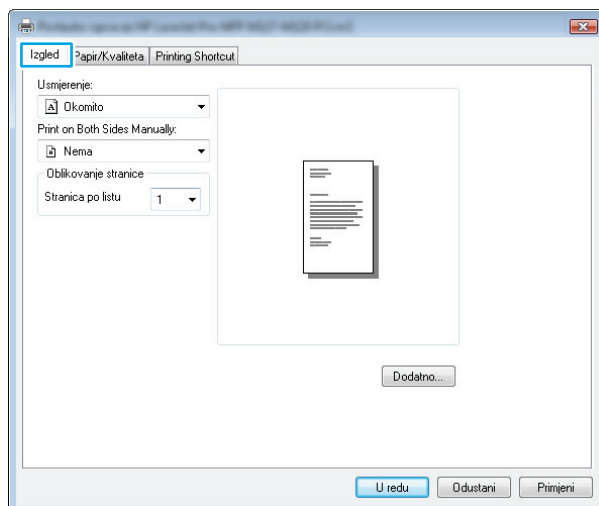 Izgled Papir/Kvaliteta Printing Shortcut
Usmjerenje:
A Okomito
Print on Both Sides Manually:
Nema
Oblikovanje stranice
Stranica po listu 1
Dodatno...
U redu Odustani Primjeni